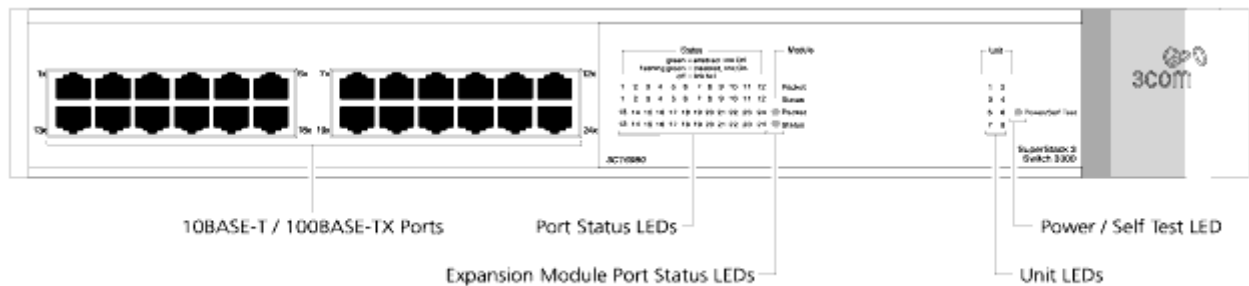 Status
Module
Unit
1x
6x
7x
12x
13x
18x
19x
24x
1 2 3 4 5 6 7 8 9 10 11 12 Packet
1 2 3 4 5 6 7 8 9 10 11 12 Status
13 14 15 16 17 18 19 20 21 22 23 24 Packet
13 14 15 16 17 18 19 20 21 22 23 24 Status
1 2
3 4
5 6 Power/Self Test
7 8
3com
SuperStack 3
Switch 3300
10BASE-T / 100BASE-TX Ports
Port Status LEDs
Power / Self Test LED
Expansion Module Port Status LEDs
Unit LEDs